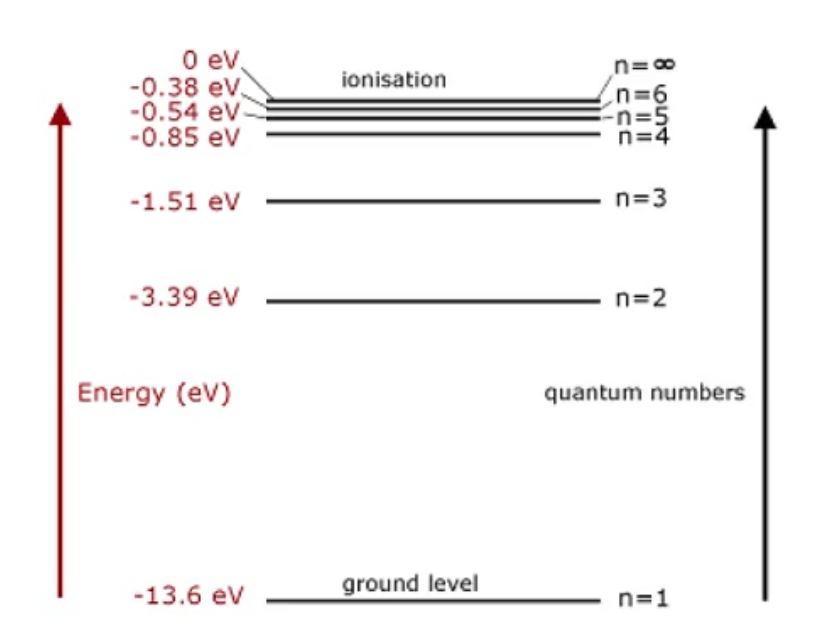 0 eV
ionisation
n=∞
-0.38 eV
n=6
-0.54 eV
n=5
-0.85 eV
n=4
-1.51 eV
n=3
-3.39 eV
n=2
Energy (eV)
quantum numbers
ground level
-13.6 eV
n=1